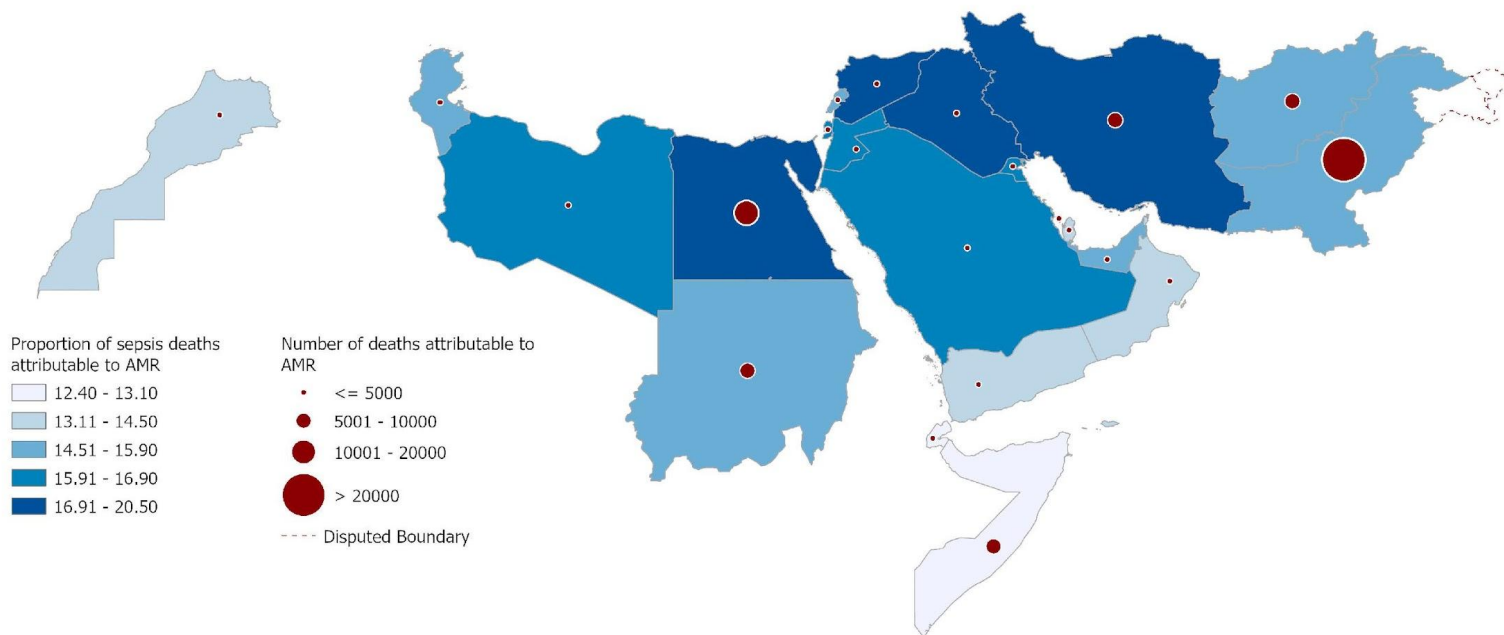 Proportion of sepsis deaths
attributable to AMR
12.40 - 13.10
13.11 - 14.50
14.51 - 15.90
15.91 - 16.90
16.91 - 20.50
Number of deaths attributable to
AMR
<= 5000
5001 - 10000
10001 - 20000
> 20000
Disputed Boundary